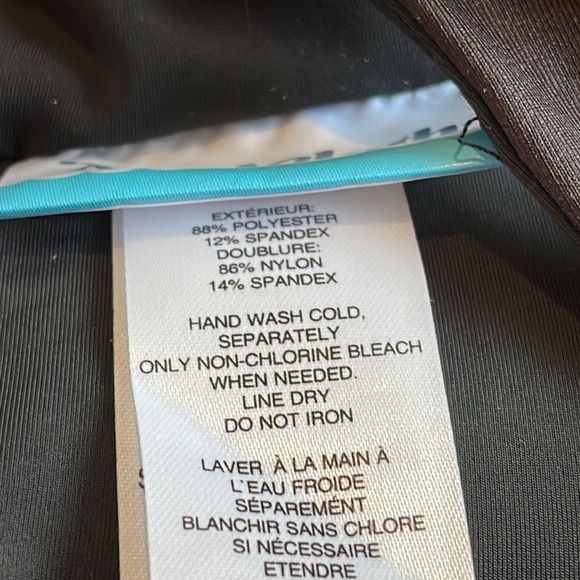 EXTÉRIEUR:
88% POLYESTER
12% SPANDEX
DOUBLURE:
86% NYLON
14% SPANDEX
HAND WASH COLD,
SEPARATELY
ONLY NON-CHLORINE BLEACH
WHEN NEEDED.
LINE DRY
DO NOT IRON
LAVER À LA MAIN À
L'EAU FROIDE
SÉPARÉMENT
BLANCHIR SANS CHLORE
SI NÉCESSAIRE
ETENDRE